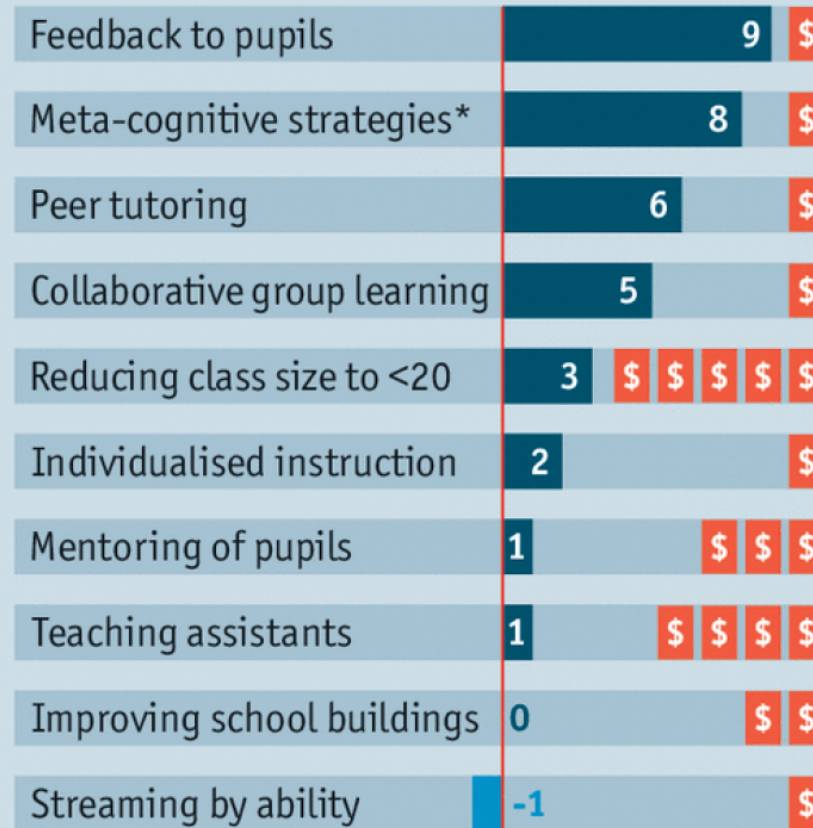 Feedback to pupils 9 $
Meta-cognitive strategies* 8 $
Peer tutoring 6 $
Collaborative group learning 5 $
Reducing class size to <20 3 $ $ $ $ $
Individualised instruction 2 $
Mentoring of pupils 1 $ $ $
Teaching assistants 1 $ $ $ $
Improving school buildings 0 $ $
Streaming by ability -1 $